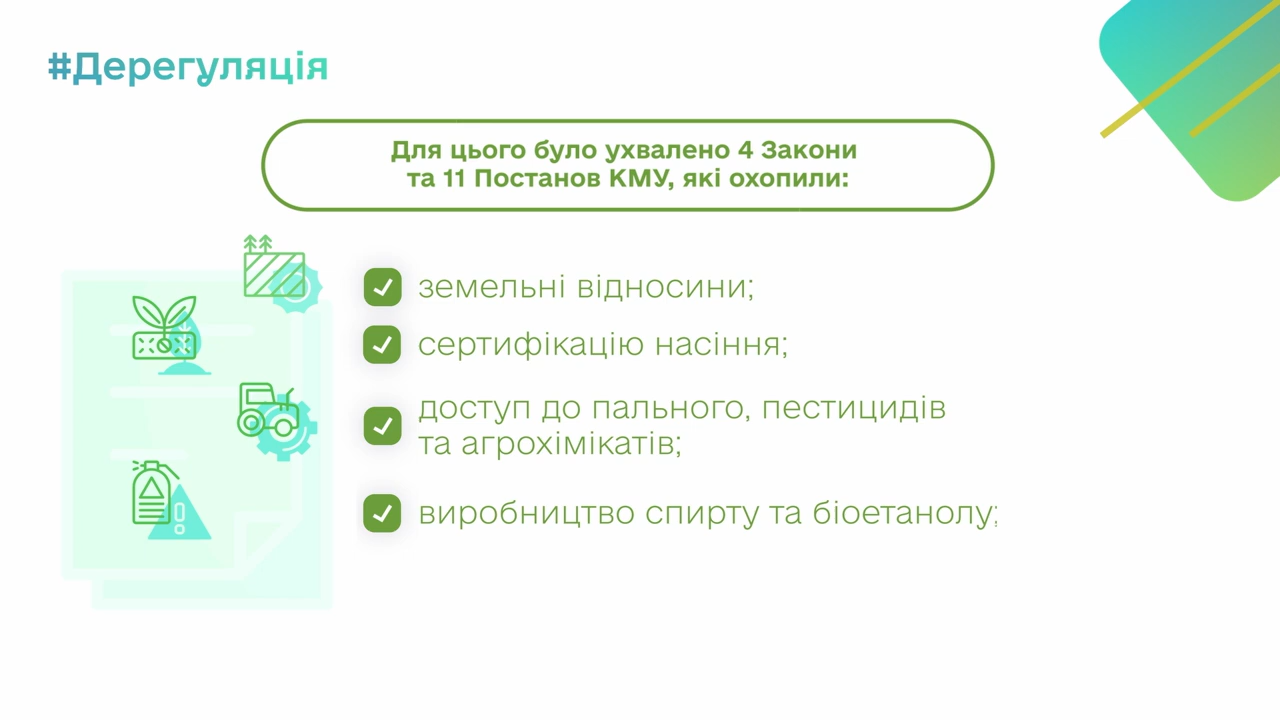 #Дерегуляція
Для цього було ухвалено 4 Закони
та 11 Постанов КМУ, які охопили:
земельні відносини;
сертифікацію насіння;
доступ до пального, пестицидів
та агрохімікатів;
виробництво спирту та біоетанолу;